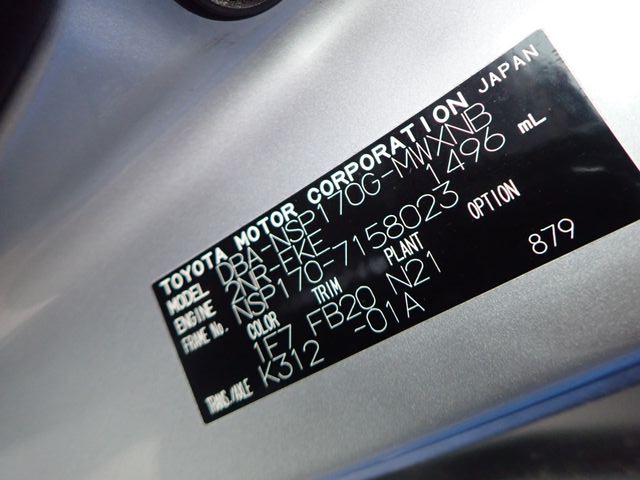 TOYOTA MOTOR CORPORATION JAPAN
MODEL DBA-NSP170G-MWXNB
ENGINE 2NR-FKE 1496 mL
FRAME No. NSP170-7158023
COLOR TRIM PLANT OPTION
1F7 FB20 N21
TRANS./AXLE K312 -01A 879